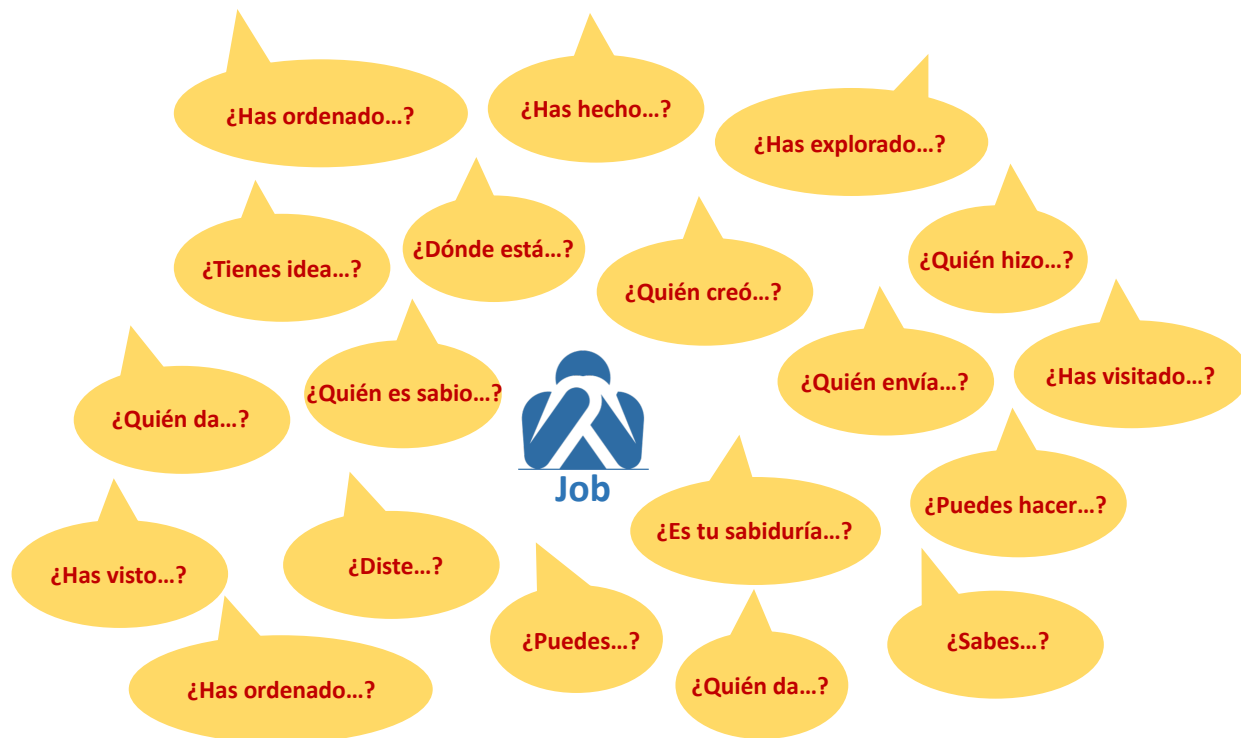 ¿Has ordenado…?
¿Has hecho…?
¿Has explorado…?
¿Tienes idea…?
¿Dónde está…?
¿Quién creó…?
¿Quién hizo…?
¿Quién da…?
¿Quién es sabio…?
¿Quién envía…?
¿Has visitado…?
Job
¿Has visto…?
¿Diste…?
¿Es tu sabiduría…?
¿Puedes hacer…?
¿Has ordenado…?
¿Puedes…?
¿Quién da…?
¿Sabes…?